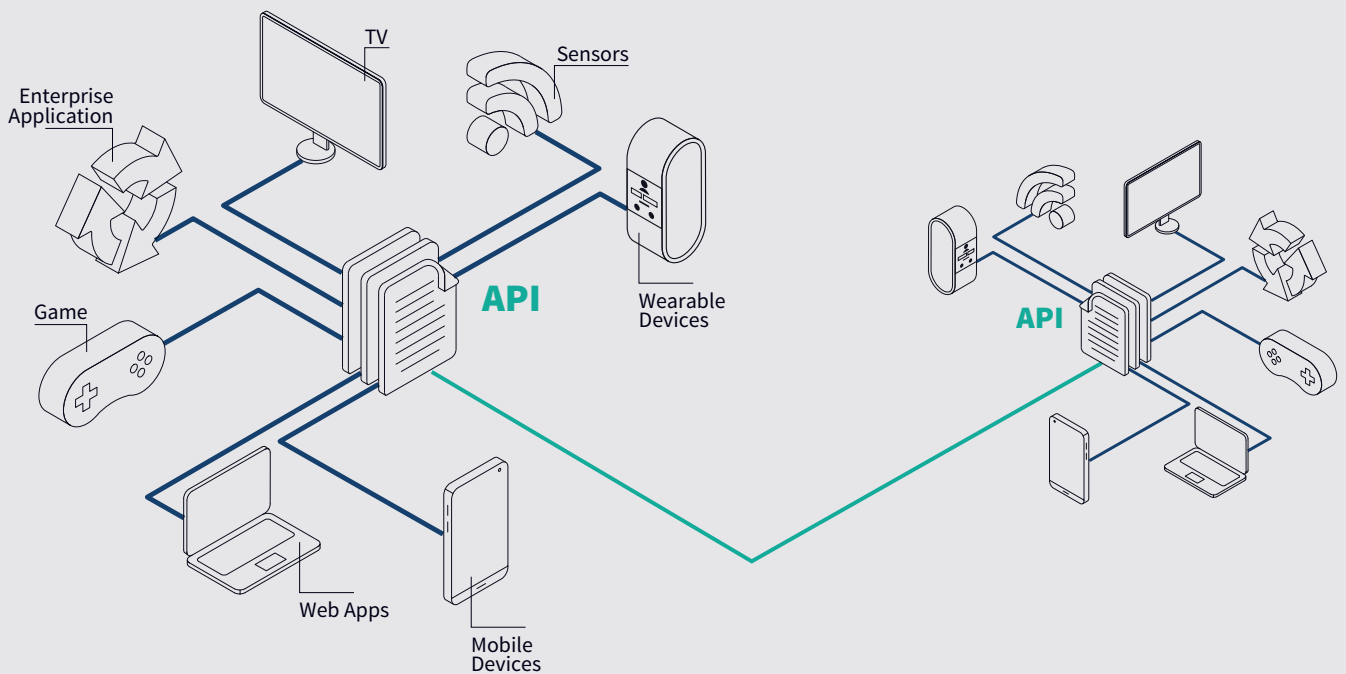 TV
Sensors
Enterprise
Application
API
Wearable
Devices
Game
API
Web Apps
Mobile
Devices